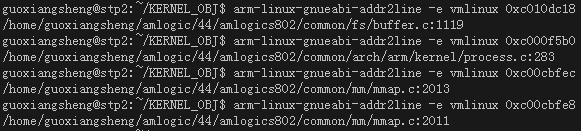 guoxiangsheng@stp2:~/KERNEL_OBJ$ arm-linux-gnueabi-addr2line -e vmlinux 0xc010dc18
/home/guoxiangsheng/amlogic/44/amlogics802/common/fs/buffer.c:1119
guoxiangsheng@stp2:~/KERNEL_OBJ$ arm-linux-gnueabi-addr2line -e vmlinux 0xc000f5b0
/home/guoxiangsheng/amlogic/44/amlogics802/common/arch/arm/kernel/process.c:283
guoxiangsheng@stp2:~/KERNEL_OBJ$ arm-linux-gnueabi-addr2line -e vmlinux 0xc00cbfec
/home/guoxiangsheng/amlogic/44/amlogics802/common/mm/mmap.c:2013
guoxiangsheng@stp2:~/KERNEL_OBJ$ arm-linux-gnueabi-addr2line -e vmlinux 0xc00cbfe8
/home/guoxiangsheng/amlogic/44/amlogics802/common/mm/mmap.c:2011